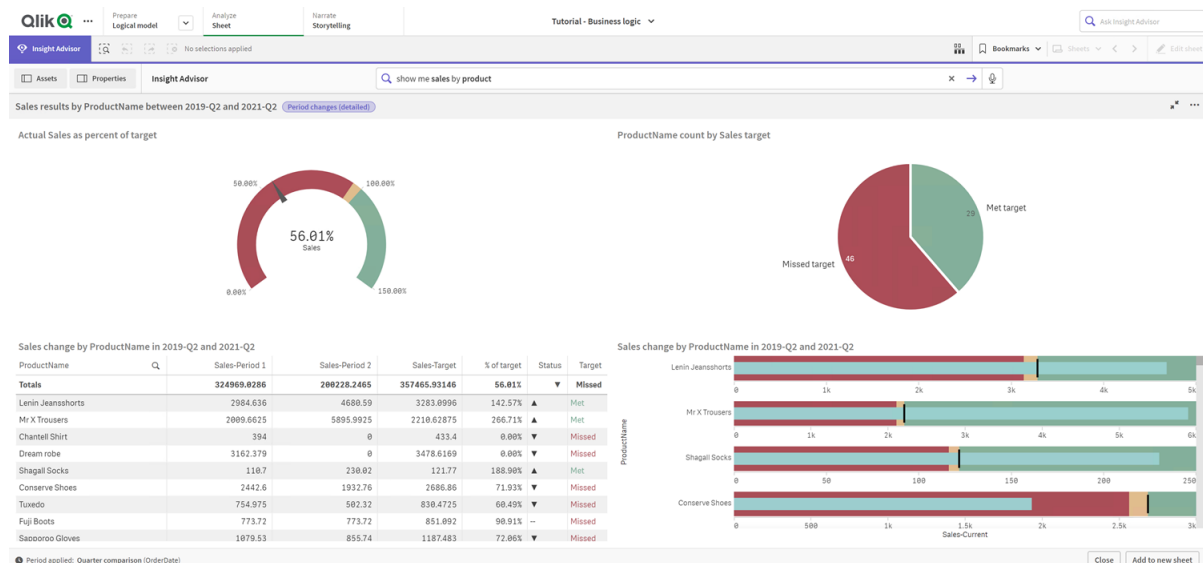 Qlik Q ... Prepare Analyze Narrate
Logical model Sheet Storytelling Tutorial - Business logic Ask Insight Advisor
Insight Advisor No selections applied Bookmarks Sheets Edit sheet
Assets Properties Insight Advisor show me sales by product
Sales results by ProductName between 2019-Q2 and 2021-Q2 Period changes (detailed)
Actual Sales as percent of target
50.00% 100.00%
56.01%
Sales
0.00% 150.00%
ProductName count by Sales target
29 Met target
Missed target 46
Sales change by ProductName in 2019-Q2 and 2021-Q2
ProductName Sales-Period 1 Sales-Period 2 Sales-Target % of target Status Target
Totals 324969.0286 200228.2465 357465.93146 56.01% ▼ Missed
Lenin Jeansshorts 2984.636 4680.59 3283.0996 142.57% ▲ Met
Mr X Trousers 2009.6625 5895.9925 2210.62875 266.71% ▲ Met
Chantell Shirt 394 0 433.4 0.00% ▼ Missed
Dream robe 3162.379 0 3478.6169 0.00% ▼ Missed
Shagall Socks 110.7 230.02 121.77 188.90% ▲ Met
Conserve Shoes 2442.6 1932.76 2686.86 71.93% ▼ Missed
Tuxedo 754.975 502.32 830.4725 60.49% ▼ Missed
Fuji Boots 773.72 773.72 851.092 90.91% -- Missed
Sapporoo Gloves 1079.53 855.74 1187.483 72.06% ▼ Missed
Sales change by ProductName in 2019-Q2 and 2021-Q2
ProductName
Lenin Jeansshorts
0 1k 2k 3k 4k 5k
Mr X Trousers
0 1k 2k 3k 4k 5k 6k
Shagall Socks
0 50 100 150 200 250
Conserve Shoes
0 500 1k 1.5k 2k 2.5k 3k
Sales-Current
Period applied: Quarter comparison (OrderDate) Close Add to new sheet